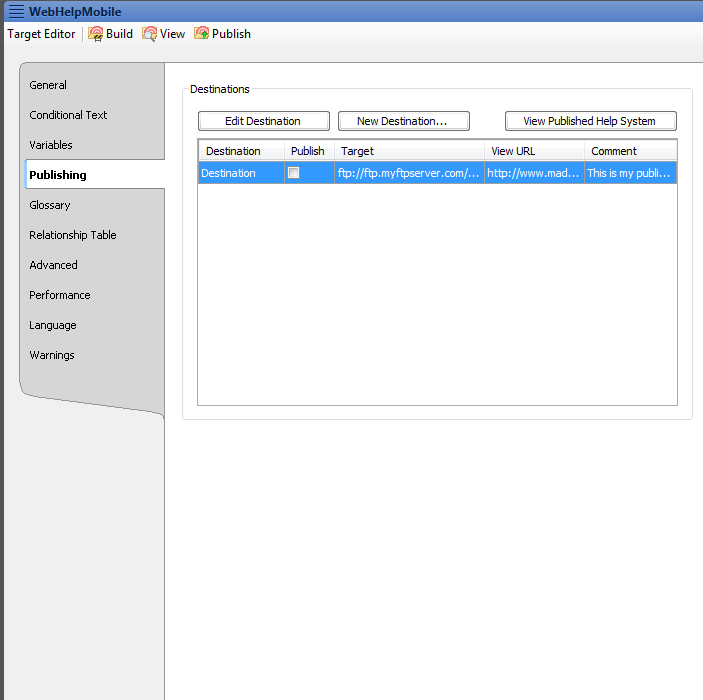 WebHelpMobile
Target Editor Build View Publish
General
Conditional Text
Variables
Publishing
Glossary
Relationship Table
Advanced
Performance
Language
Warnings
Destinations
Edit Destination New Destination... View Published Help System
Destination Publish Target View URL Comment
Destination ftp://ftp.myftpserver.com/... http://www.mad... This is my publi...